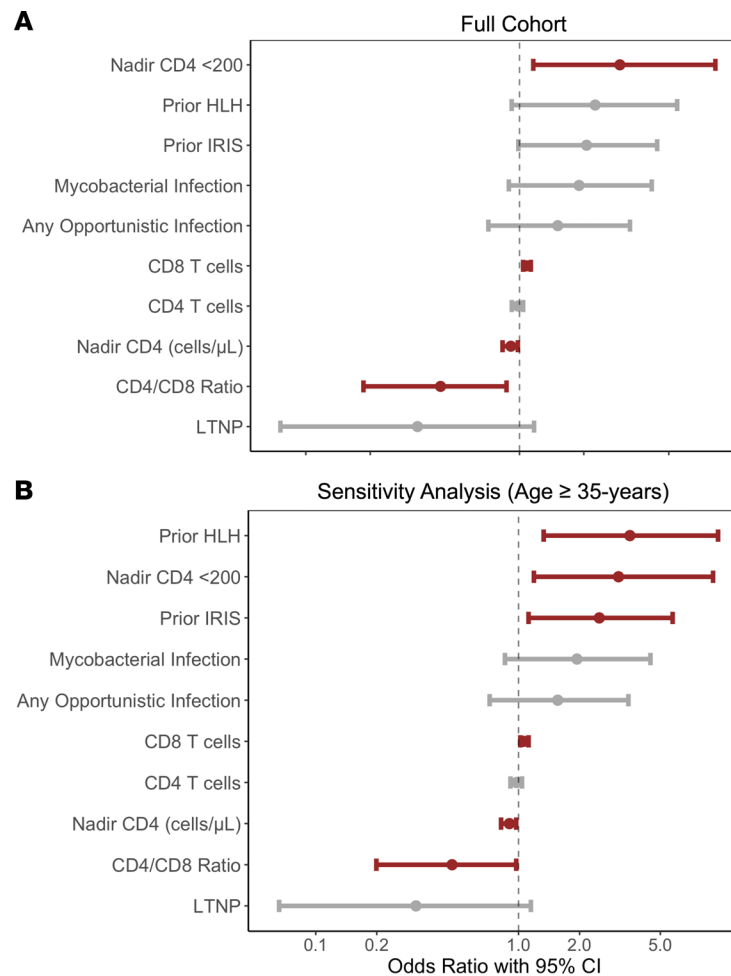 A
Full Cohort
Nadir CD4 <200
Prior HLH
Prior IRIS
Mycobacterial Infection
Any Opportunistic Infection
CD8 T cells
CD4 T cells
Nadir CD4 (cells/µL)
CD4/CD8 Ratio
LTNP
B
Sensitivity Analysis (Age ≥ 35-years)
Prior HLH
Nadir CD4 <200
Prior IRIS
Mycobacterial Infection
Any Opportunistic Infection
CD8 T cells
CD4 T cells
Nadir CD4 (cells/µL)
CD4/CD8 Ratio
LTNP
0.1 0.2 1.0 2.0 5.0
Odds Ratio with 95% CI